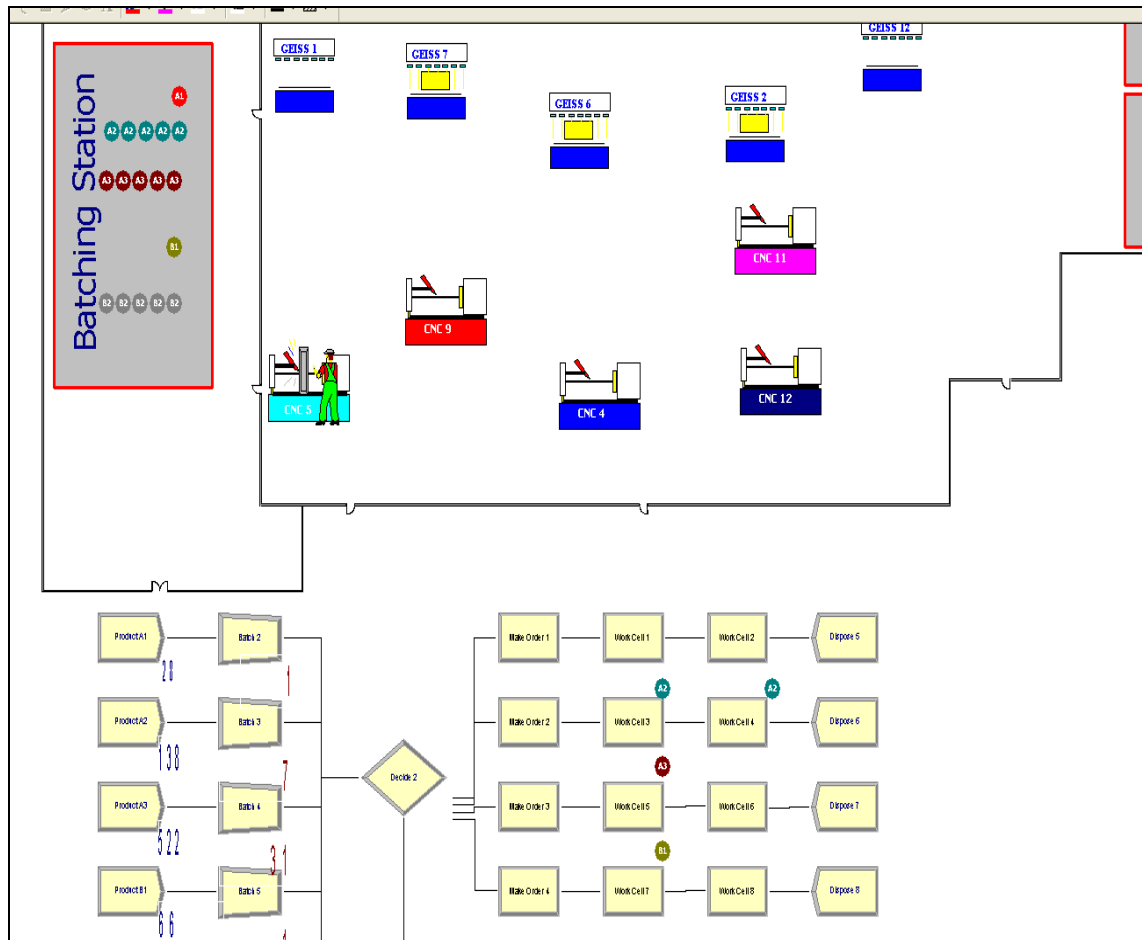 GEISS 12
GEISS 1
GEISS 7
GEISS 6
GEISS 2
Batching Station
A1
A2 A2 A2 A2 A2
A3 A3 A3 A3 A3
B1
B2 B2 B2 B2 B2
CNC 11
CNC 9
CNC 5
CNC 4
CNC 12
Product A1
28
Batch 2
1
Make Order 1
Work Cell 1
Work Cell 2
Dispose 5
A2
A2
Product A2
138
Batch 3
7
Make Order 2
Work Cell 3
Work Cell 4
Dispose 6
Decide 2
A3
Product A3
522
Batch 4
31
Make Order 3
Work Cell 5
Work Cell 6
Dispose 7
B1
Product B1
66
Batch 5
Make Order 4
Work Cell 7
Work Cell 8
Dispose 8